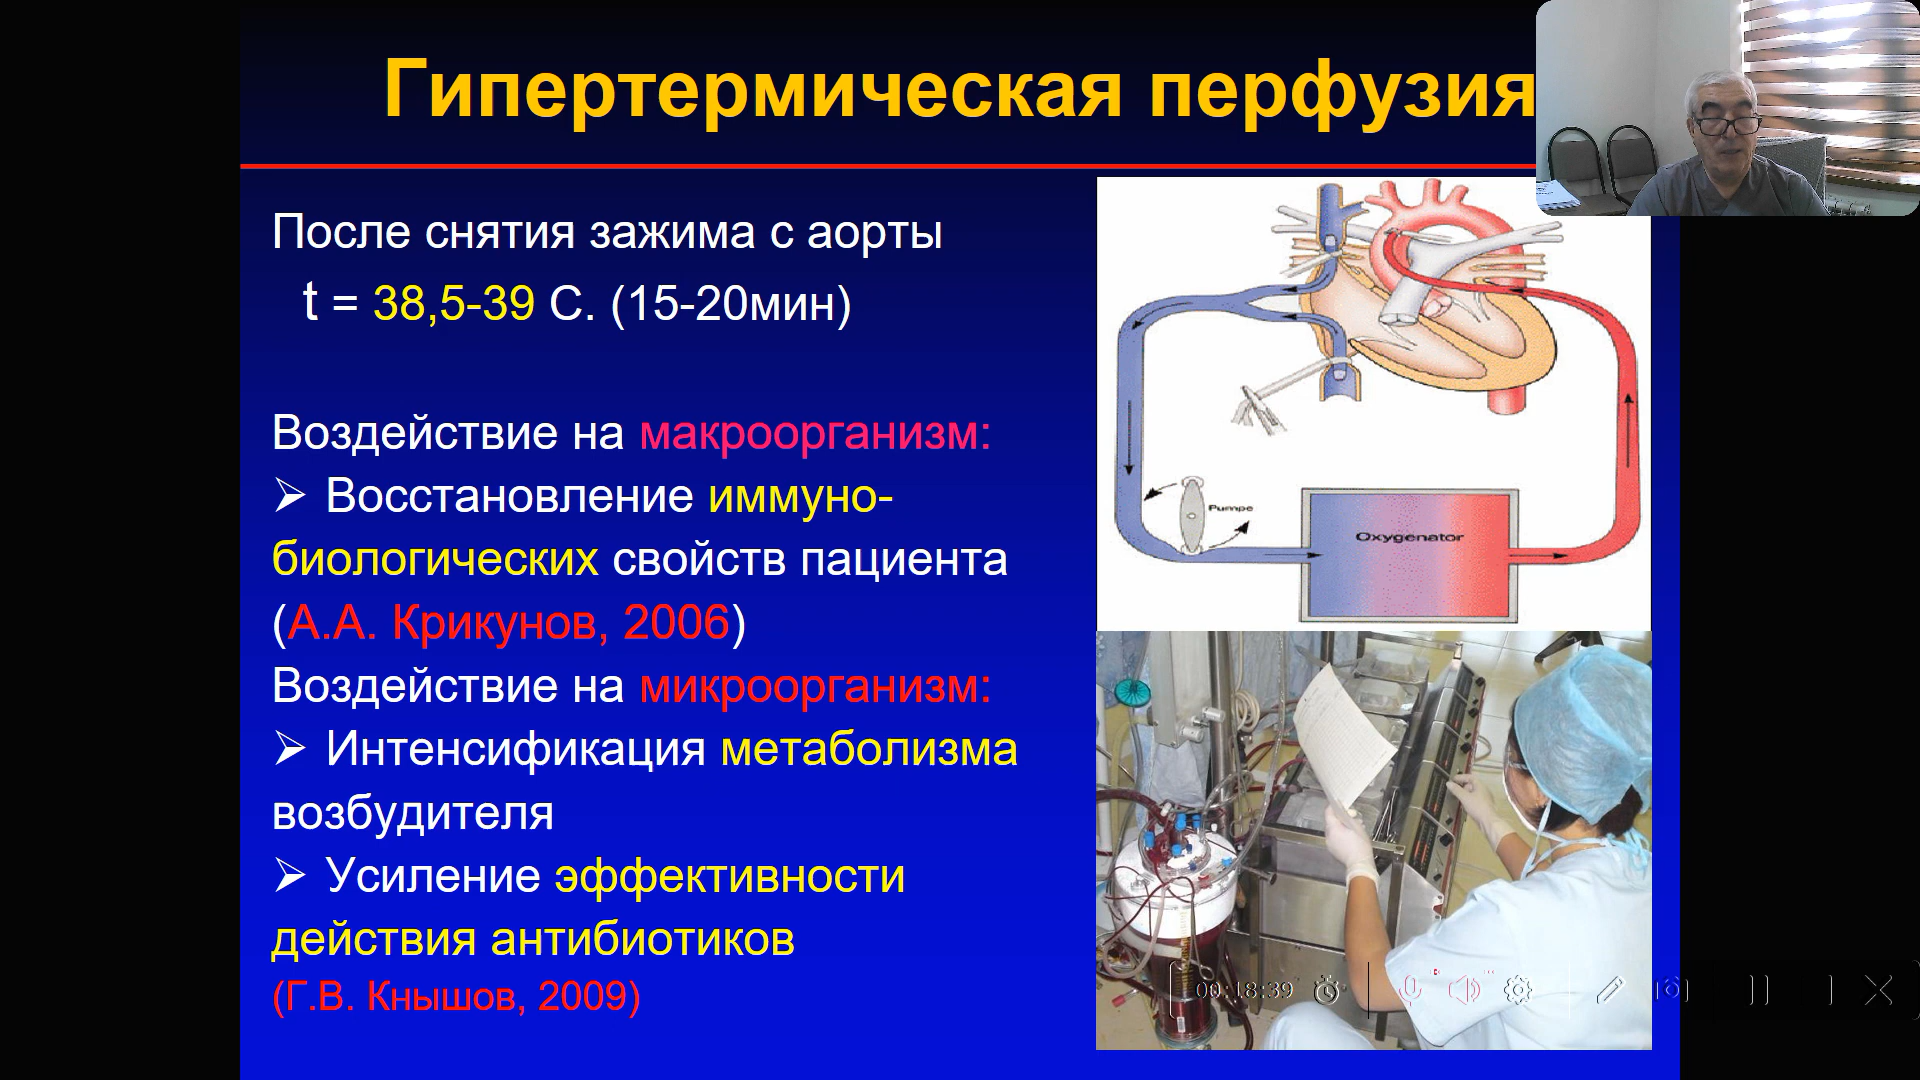 Гипертермическая перфузия
После снятия зажима с аорты
t = 38,5-39 С. (15-20мин)
Воздействие на макроорганизм:
➢ Восстановление иммуно-
биологических свойств пациента
(А.А. Крикунов, 2006)
Воздействие на микроорганизм:
➢ Интенсификация метаболизма
возбудителя
➢ Усиление эффективности
действия антибиотиков
(Г.В. Кнышов, 2009)
Pumpe
Oxygenator
00:18:39